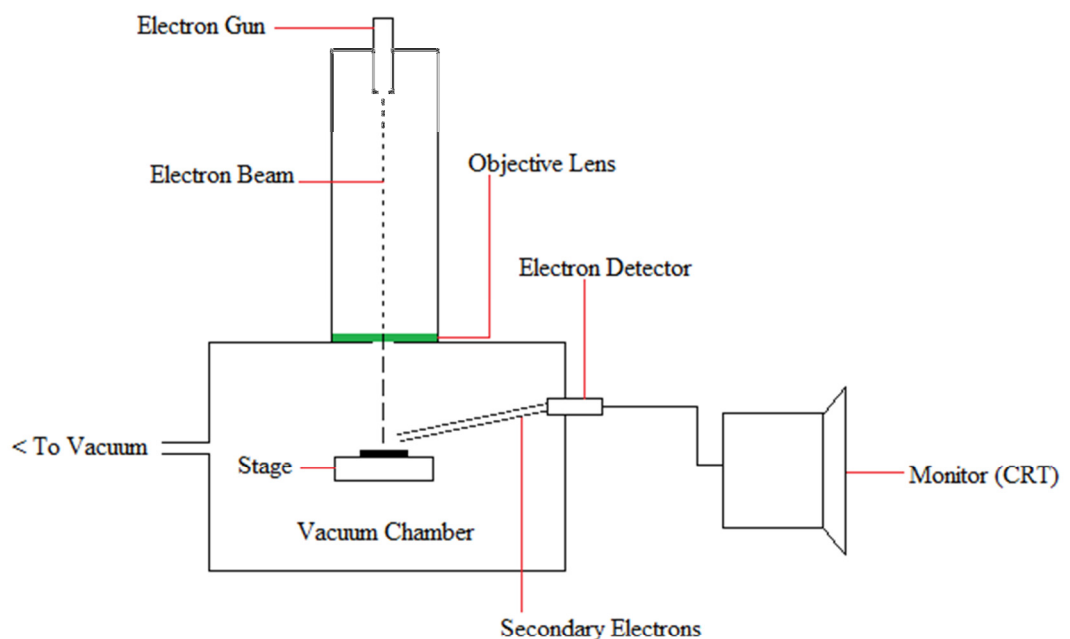 Electron Gun
Electron Beam
Objective Lens
Electron Detector
< To Vacuum
Stage
Monitor (CRT)
Vacuum Chamber
Secondary Electrons